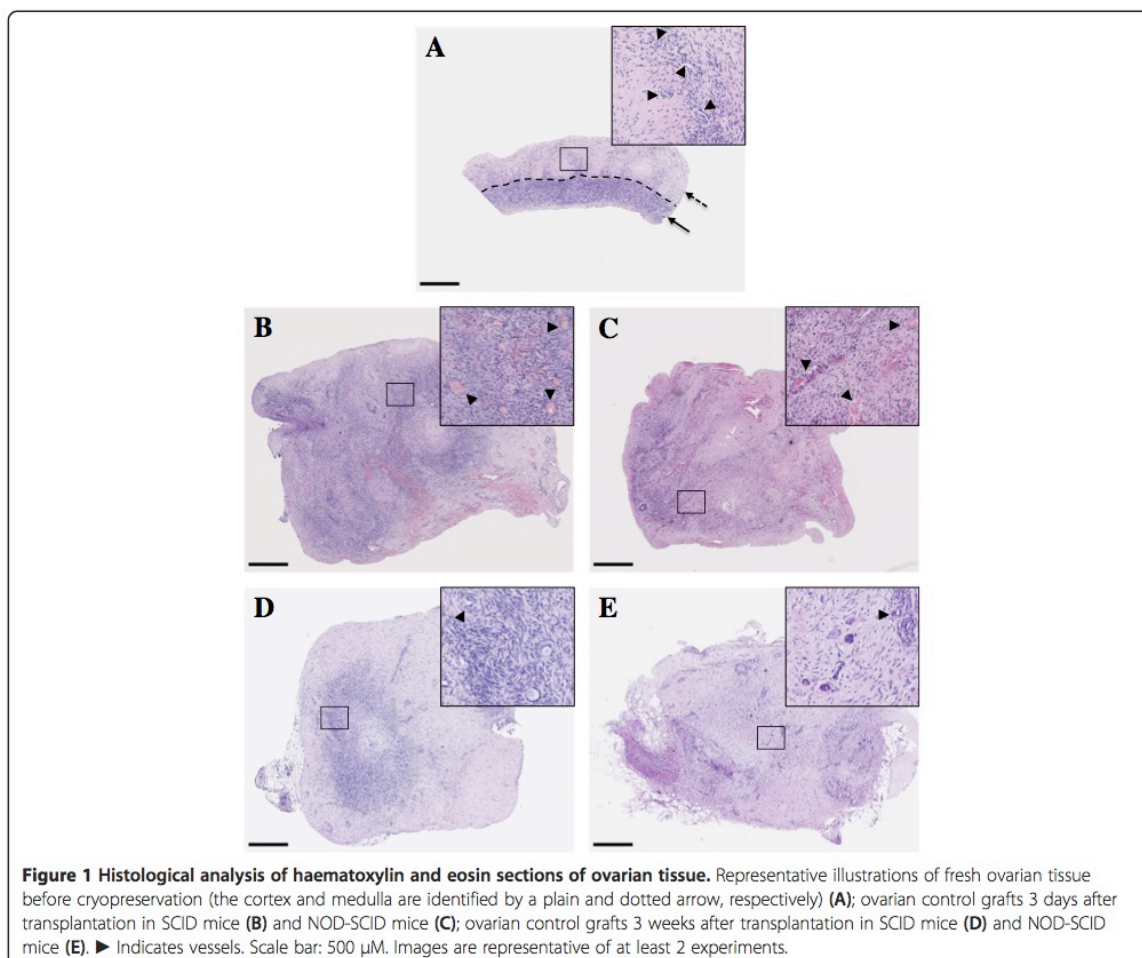 A
B
C
D
E
Figure 1 Histological analysis of haematoxylin and eosin sections of ovarian tissue. Representative illustrations of fresh ovarian tissue
before cryopreservation (the cortex and medulla are identified by a plain and dotted arrow, respectively) (A); ovarian control grafts 3 days after
transplantation in SCID mice (B) and NOD-SCID mice (C); ovarian control grafts 3 weeks after transplantation in SCID mice (D) and NOD-SCID
mice (E). ► Indicates vessels. Scale bar: 500 μM. Images are representative of at least 2 experiments.